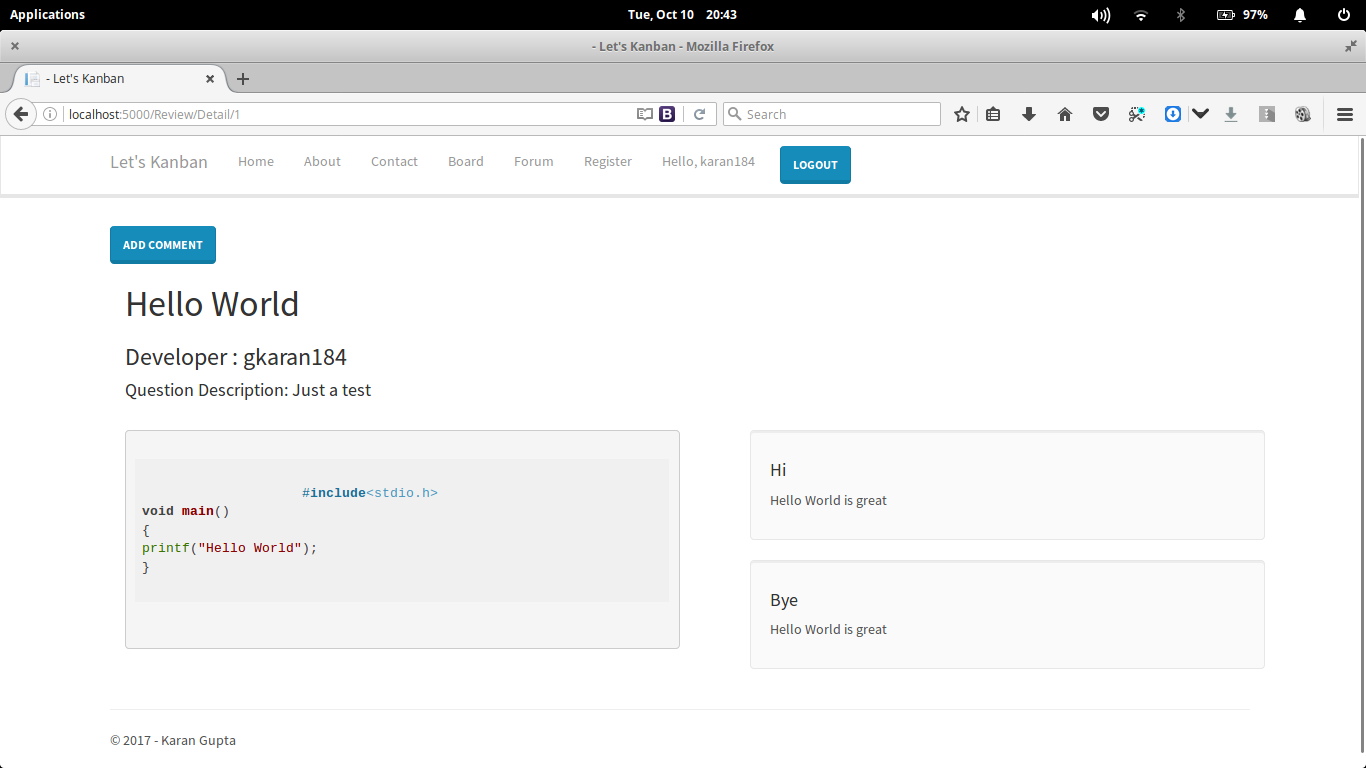 Applications
Tue, Oct 10 20:43
97%
- Let's Kanban - Mozilla Firefox
- Let's Kanban
localhost:5000/Review/Detail/1
B
Search
Let's Kanban Home About Contact Board Forum Register Hello, karan184 LOGOUT
ADD COMMENT
Hello World
Developer : gkaran184
Question Description: Just a test
#include<stdio.h>
void main()
{
printf("Hello World");
}
Hi
Hello World is great
Bye
Hello World is great
© 2017 - Karan Gupta